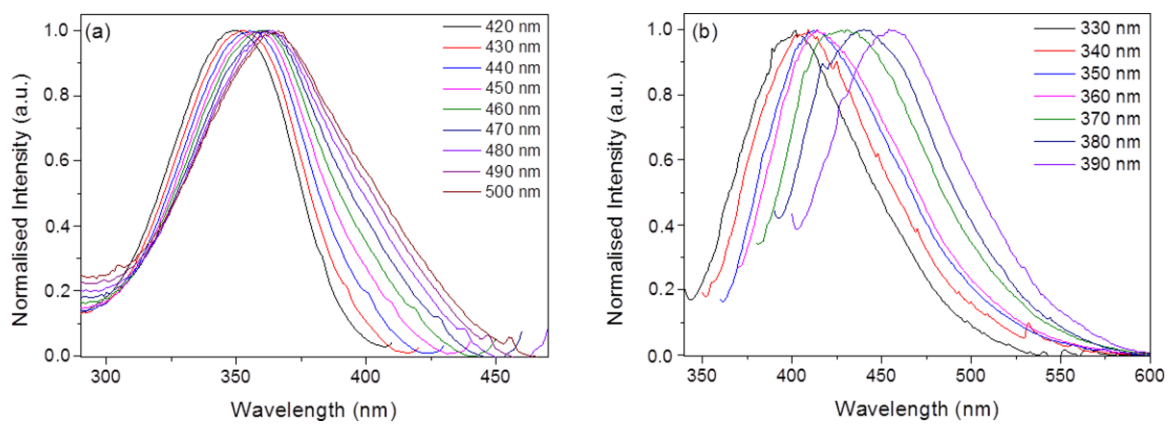 (a)
420 nm
430 nm
440 nm
450 nm
460 nm
470 nm
480 nm
490 nm
500 nm
Normalised Intensity (a.u.)
1.0
0.8
0.6
0.4
0.2
0.0
300 350 400 450
Wavelength (nm)
(b)
330 nm
340 nm
350 nm
360 nm
370 nm
380 nm
390 nm
Normalised Intensity (a.u.)
1.0
0.8
0.6
0.4
0.2
0.0
350 400 450 500 550 600
Wavelength (nm)